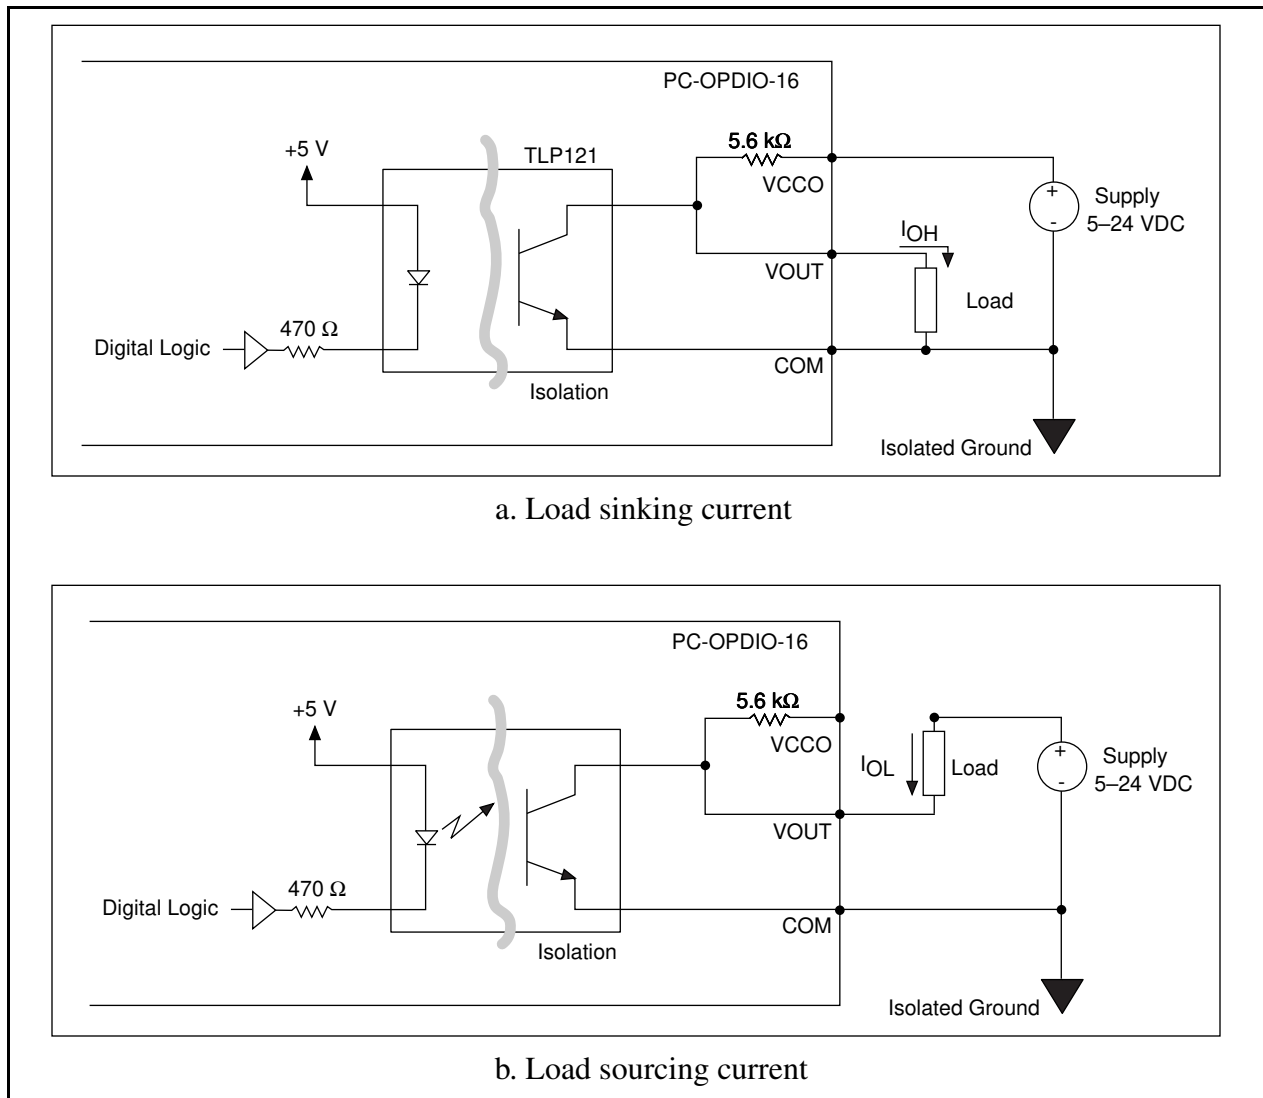 PC-OPDIO-16
5.6 kΩ
+5 V
TLP121
VCCO
+
Supply
-
5–24 VDC
IOH
VOUT
Load
470 Ω
Digital Logic
COM
Isolation
Isolated Ground
a. Load sinking current
PC-OPDIO-16
5.6 kΩ
+5 V
VCCO
+
Supply
-
5–24 VDC
IOL
Load
VOUT
470 Ω
Digital Logic
COM
Isolation
Isolated Ground
b. Load sourcing current